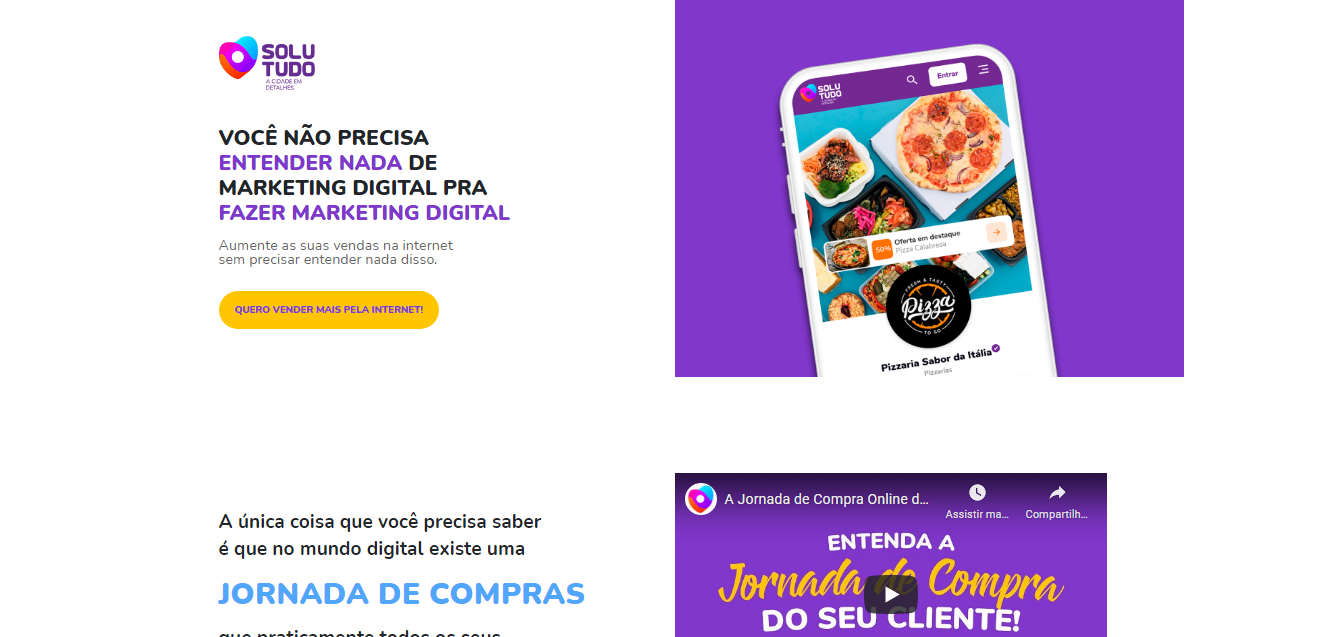 SOLU
TUDO
A CIDADE EM
DETALHES
VOCÊ NÃO PRECISA
ENTENDER NADA DE
MARKETING DIGITAL PRA
FAZER MARKETING DIGITAL
Aumente as suas vendas na internet
sem precisar entender nada disso.
QUERO VENDER MAIS PELA INTERNET!
SOLU
TUDO
Entrar
50%
Oferta em destaque
Pizza Calabresa
FRESH & TASTY
Pizza
TO GO
Pizzaria Sabor da Itália
Pizzarias
A única coisa que você precisa saber
é que no mundo digital existe uma
JORNADA DE COMPRAS
que praticamente todos os seus
A Jornada de Compra Online d...
Assistir ma...
Compartilh...
ENTENDA A
Jornada de Compra
DO SEU CLIENTE!